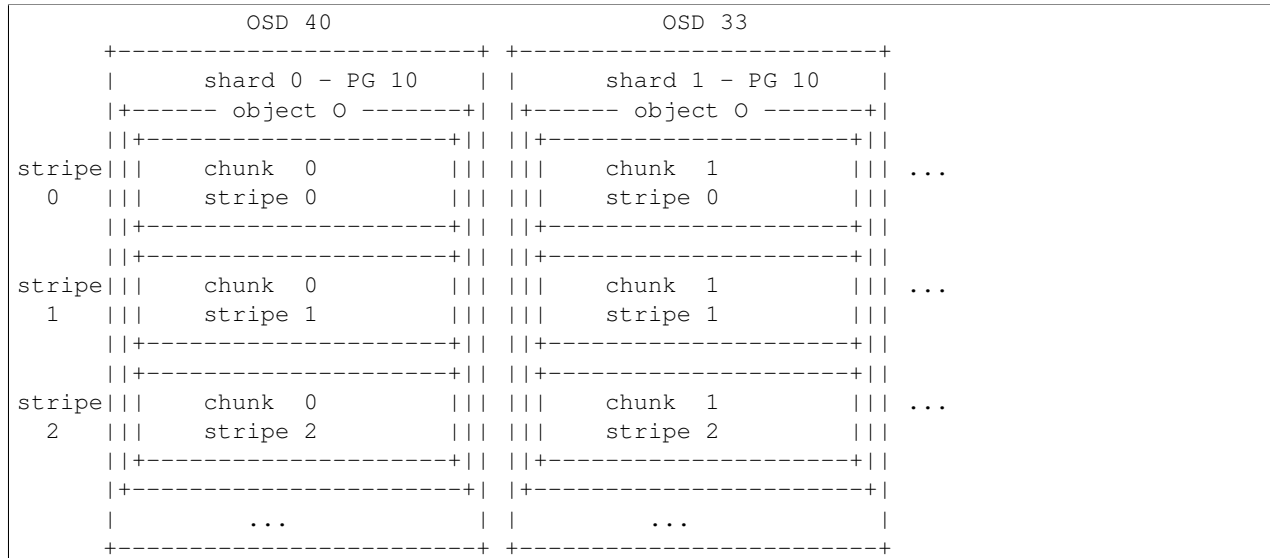 OSD 40                       OSD 33
       +-------------------------+ +-------------------------+
       |      shard 0 - PG 10    | |      shard 1 - PG 10    |
       |+------ object O -------+| |+------ object O -------+|
       ||+---------------------+|| ||+---------------------+||
 stripe|||    chunk  0         ||| |||    chunk  1         ||| ...
   0   |||    stripe 0         ||| |||    stripe 0         |||
       ||+---------------------+|| ||+---------------------+||
       ||+---------------------+|| ||+---------------------+||
 stripe|||    chunk  0         ||| |||    chunk  1         ||| ...
   1   |||    stripe 1         ||| |||    stripe 1         |||
       ||+---------------------+|| ||+---------------------+||
       ||+---------------------+|| ||+---------------------+||
 stripe|||    chunk  0         ||| |||    chunk  1         ||| ...
   2   |||    stripe 2         ||| |||    stripe 2         |||
       ||+---------------------+|| ||+---------------------+||
       |+-----------------------+| |+-----------------------+|
       |         ...             | |         ...             |
       +-------------------------+ +-------------------------+